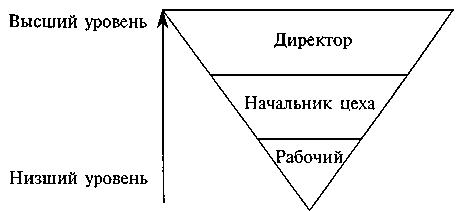 Высший уровень
Директор
Начальник цеха
Рабочий
Низший уровень